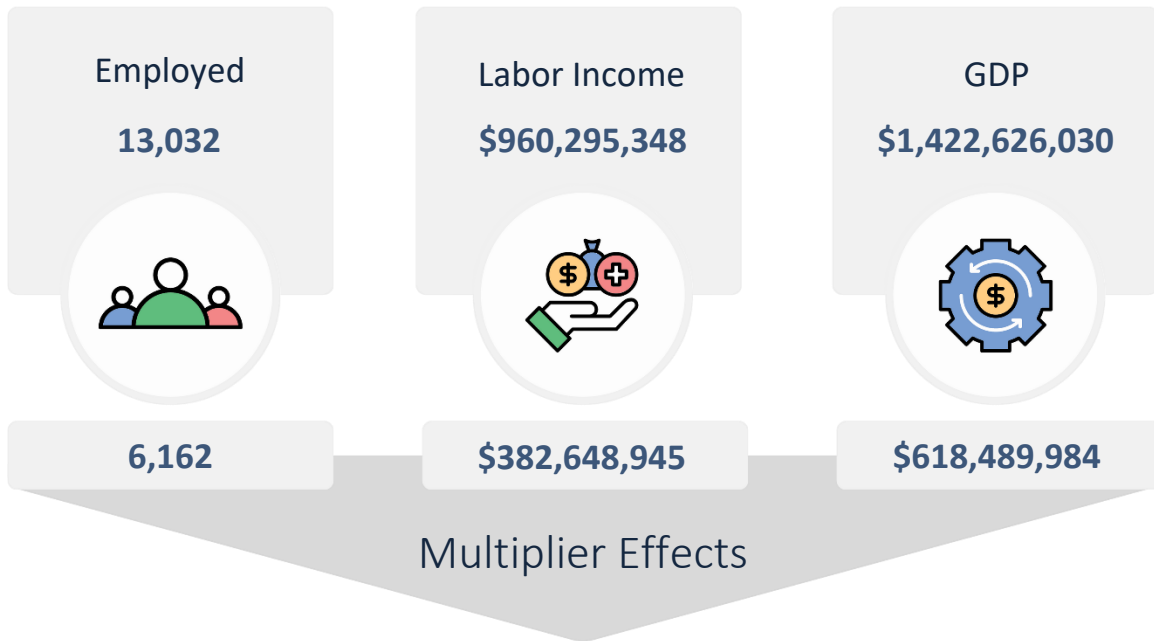 Employed
13,032
Labor Income
$960,295,348
GDP
$1,422,626,030
6,162
$382,648,945
$618,489,984
Multiplier Effects